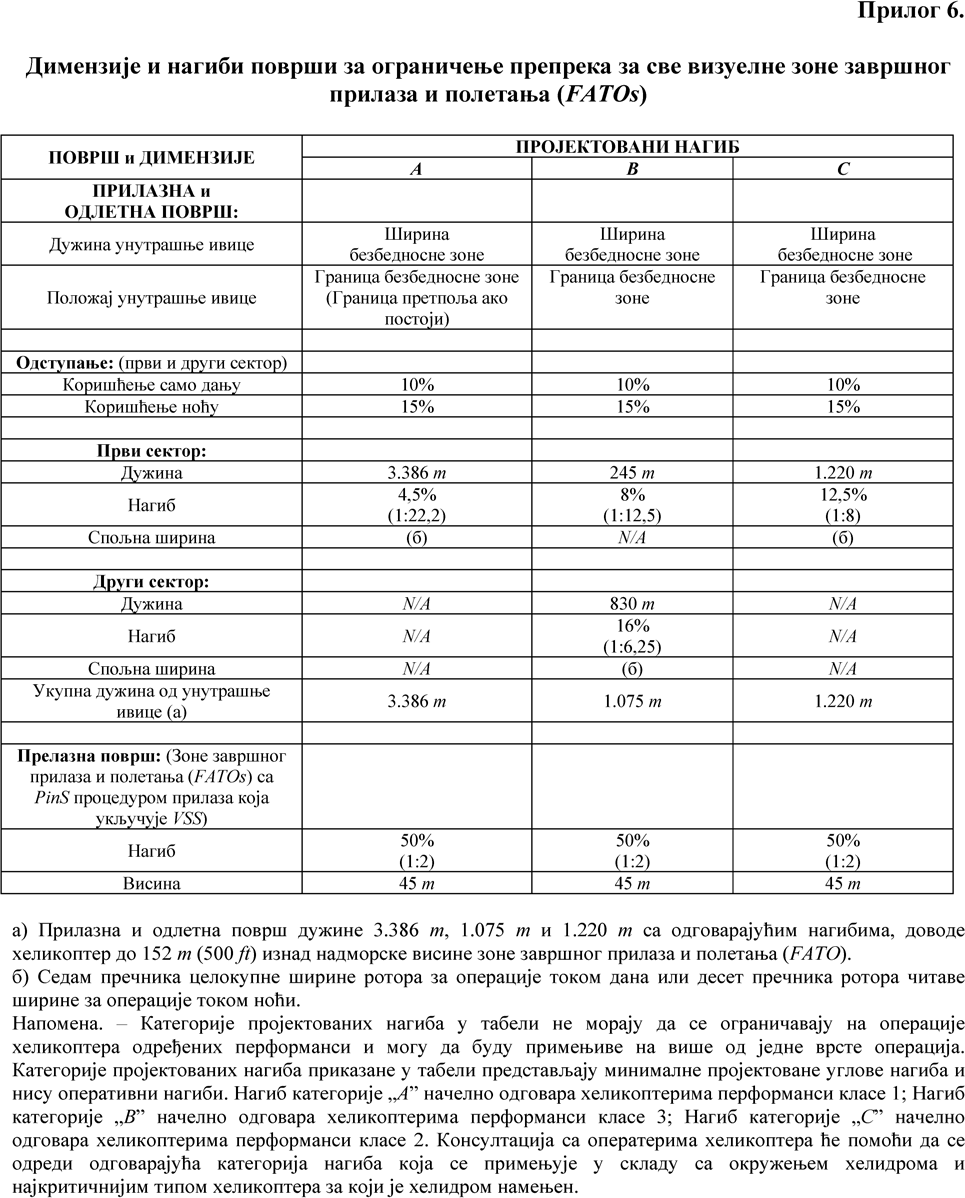 Прилог 6.
Димензије и нагиби површи за ограничење препрека за све визуелне зоне завршног
прилаза и полетања (FATOs)
ПОВРШ и ДИМЕНЗИЈЕ
ПРОЈЕКТОВАНИ НАГИБ
A B C
ПРИЛАЗНА и
ОДЛЕТНА ПОВРШ:
Дужина унутрашње ивице
Ширина
безбедносне зоне
Ширина
безбедносне зоне
Ширина
безбедносне зоне
Положај унутрашње ивице
Граница безбедносне зоне
(Граница претпоља ако
постоји)
Граница безбедносне
зоне
Граница безбедносне
зоне
Одступање: (први и други сектор)
Коришћење само дању 10% 10% 10%
Коришћење ноћу 15% 15% 15%
Први сектор:
Дужина 3.386 m 245 m 1.220 m
Нагиб
4,5%
(1:22,2)
8%
(1:12,5)
12,5%
(1:8)
Спољна ширина (б) N/A (б)
Други сектор:
Дужина N/A 830 m N/A
Нагиб N/A
16%
(1:6,25)
N/A
Спољна ширина N/A (б) N/A
Укупна дужина од унутрашње
ивице (а)
3.386 m 1.075 m 1.220 m
Прелазна површ: (Зоне завршног
прилаза и полетања (FATOs) са
PinS процедуром прилаза која
укључује VSS)
Нагиб
50%
(1:2)
50%
(1:2)
50%
(1:2)
Висина 45 m 45 m 45 m
а) Прилазна и одлетна површ дужине 3.386 m, 1.075 m и 1.220 m са одговарајућим нагибима, доводе
хеликоптер до 152 m (500 ft) изнад надморске висине зоне завршног прилаза и полетања (FATO).
б) Седам пречника целокупне ширине ротора за операције током дана или десет пречника ротора читаве
ширине за операције током ноћи.
Напомена. – Категорије пројектованих нагиба у табели не морају да се ограничавају на операције
хеликоптера одређених перформанси и могу да буду примењиве на више од једне врсте операција.
Категорије пројектованих нагиба приказане у табели представљају минималне пројектоване углове нагиба и
нису оперативни нагиби. Нагиб категорије „A” начелно одговара хеликоптерима перформанси класе 1; Нагиб
категорије „B” начелно одговара хеликоптерима перформанси класе 3; Нагиб категорије „C” начелно
одговара хеликоптерима перформанси класе 2. Консултација са оператерима хеликоптера ће помоћи да се
одреди одговарајућа категорија нагиба која се примењује у складу са окружењем хелидрома и
најкритичнијим типом хеликоптера за који је хелидром намењен.